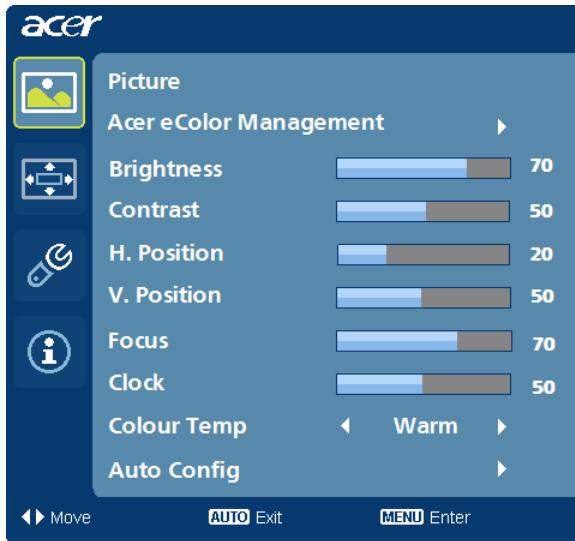 acer
Picture
Acer eColor Management
Brightness 70
Contrast 50
H. Position 20
V. Position 50
Focus 70
Clock 50
Colour Temp Warm
Auto Config
Move AUTO Exit MENU Enter